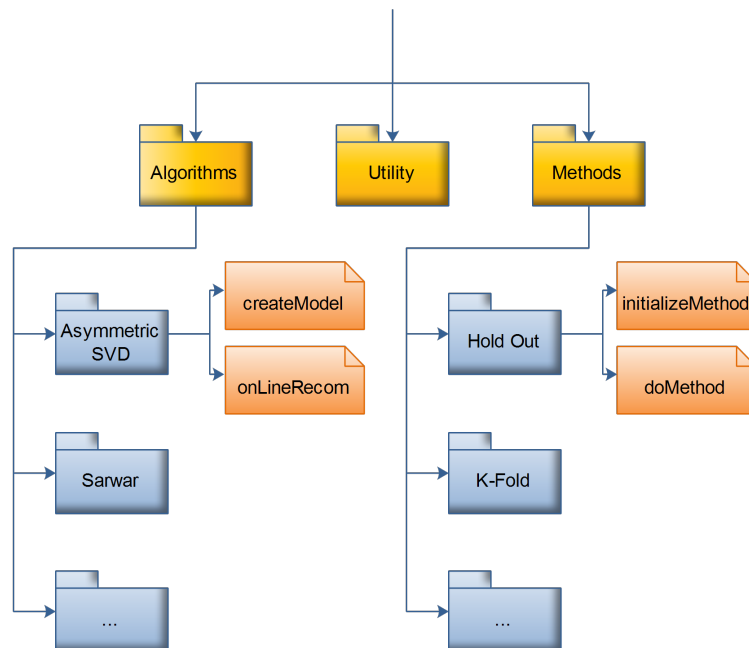 Algorithms
Utility
Methods
Asymmetric
SVD
createModel
onLineRecom
Hold Out
initializeMethod
doMethod
Sarwar
K-Fold
...
...